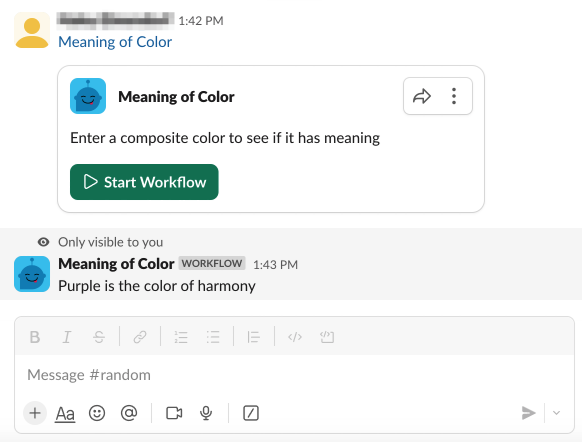 1:42 PM
Meaning of Color
Meaning of Color
Enter a composite color to see if it has meaning
Start Workflow
Only visible to you
Meaning of Color WORKFLOW 1:43 PM
Purple is the color of harmony
B I S
Message #random
Aa